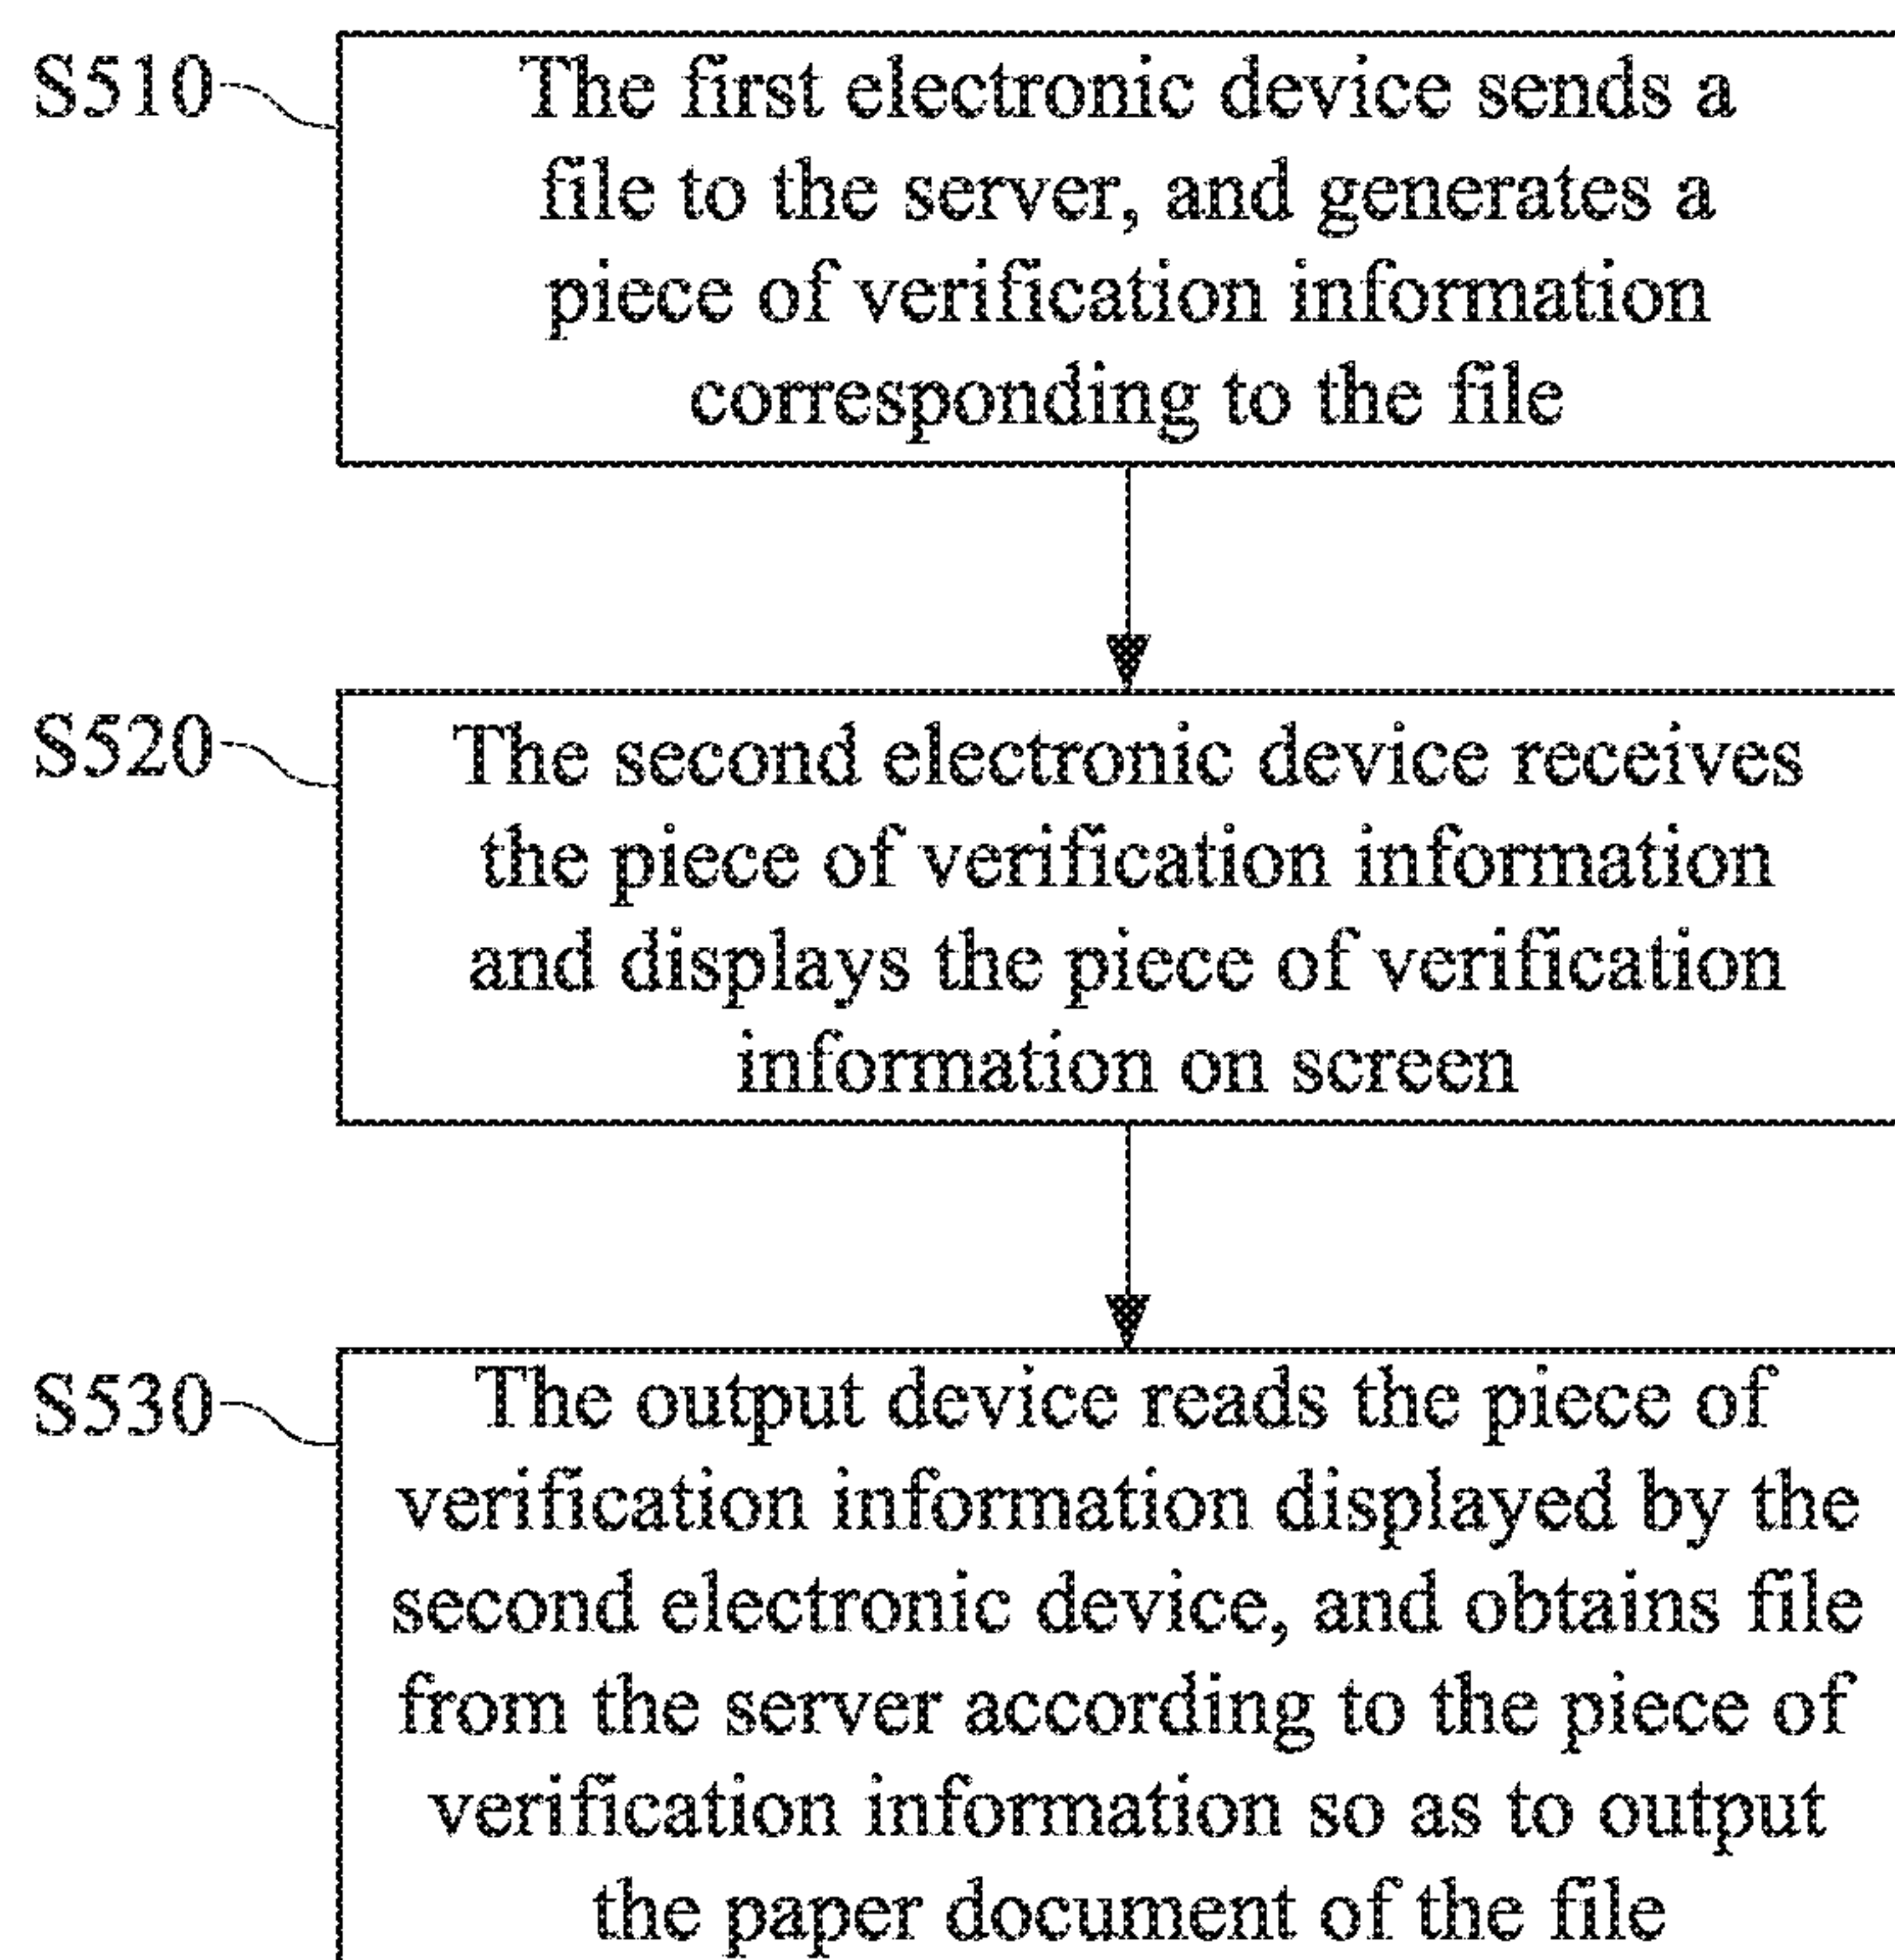 S510
The first electronic device sends a
file to the server, and generates a
piece of verification information
corresponding to the file
S520
The second electronic device receives
the piece of verification information
and displays the piece of verification
information on screen
S530
The output device reads the piece of
verification information displayed by the
second electronic device, and obtains file
from the server according to the piece of
verification information so as to output
the paper document of the file